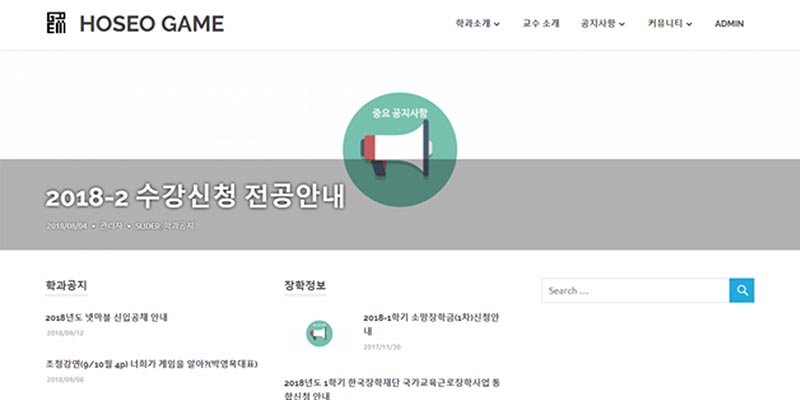 HOSEO GAME
학과소개
교수 소개
공지사항
커뮤니티
ADMIN
중요 공지사항
2018-2 수강신청 전공안내
2018/08/04 • 관리자 • SLIDER, 학과공지
학과공지
2018년도 넷마블 신입공채 안내
2018/09/12
초청강연(9/10월 4p) 너희가 게임을 알아?(박영목대표)
2018/09/06
장학정보
2018-1학기 소망장학금(1차)신청안
내
2017/11/30
2018년도 1학기 한국장학재단 국가교육근로장학사업 통
합신청 안내
Search …